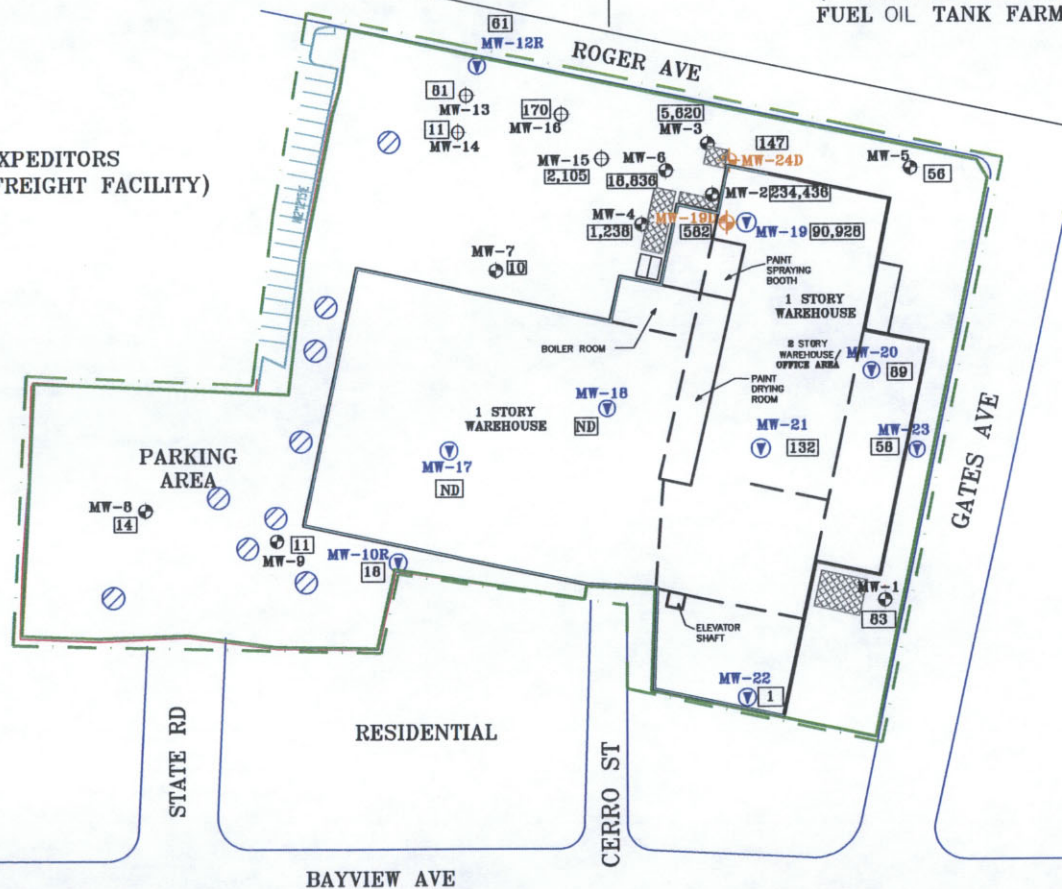 FUEL OIL TANK FARM
61
MW-12R
ROGER AVE
81
MW-13
170
MW-16
5,620
MW-3
147
MW-24D
11
MW-14
XPEDITORS
FREIGHT FACILITY)
MW-15
2,105
MW-6
18,836
MW-5
56
MW-2
234,436
MW-4
1,238
582
MW-19
90,928
MW-7
10
PAINT
SPRAYING
BOOTH
1 STORY
WAREHOUSE
BOILER ROOM
2 STORY
WAREHOUSE
OFFICE AREA
MW-20
89
PAINT
DRYING
ROOM
MW-18
ND
1 STORY
WAREHOUSE
MW-21
132
MW-23
58
MW-17
ND
PARKING
AREA
GATES AVE
MW-8
14
11
MW-9
MW-10R
18
MW-1
83
ELEVATOR
SHAFT
MW-22
1
RESIDENTIAL
STATE RD
CERRO ST
BAYVIEW AVE